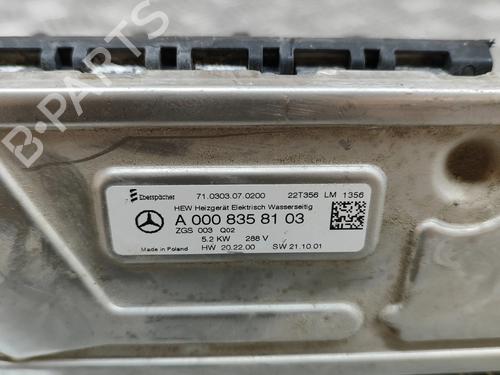 B-PARTS
Eberspächer 71.0303.07.0200 22T356 LM 1356
HEW Heizgerät Elektrisch Wasserseitig
A 000 835 81 03
ZGS 003 Q02
5.2 KW 288 V
Made in Poland HW 20.22.00 SW 21.10.01